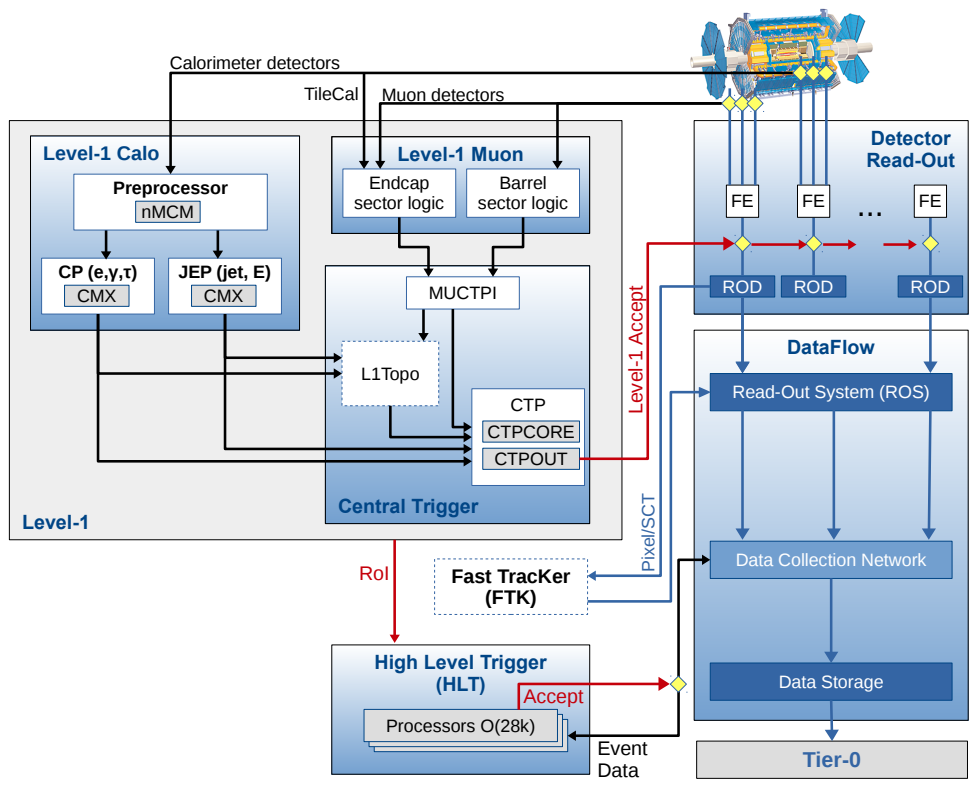 Calorimeter detectors
TileCal
Muon detectors
Level-1 Calo
Preprocessor
nMCM
CP (e,γ,τ)
CMX
JEP (jet, E)
CMX
Level-1 Muon
Endcap
sector logic
Barrel
sector logic
MUCTPI
L1Topo
CTP
CTPCORE
CTPOUT
Central Trigger
Level-1
Level-1 Accept
Detector
Read-Out
FE
FE
...
FE
ROD
ROD
ROD
DataFlow
Read-Out System (ROS)
Data Collection Network
Data Storage
Tier-0
Pixel/SCT
Fast TracKer
(FTK)
RoI
High Level Trigger
(HLT)
Accept
Processors O(28k)
Event
Data